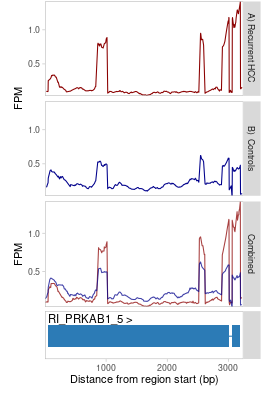 1.0
0.5
FPM
A) Recurrent HCC
1.0
0.5
B) Controls
1.0
0.5
FPM
Combined
RI_PRKAB1_5 >
1000
2000
3000
Distance from region start (bp)